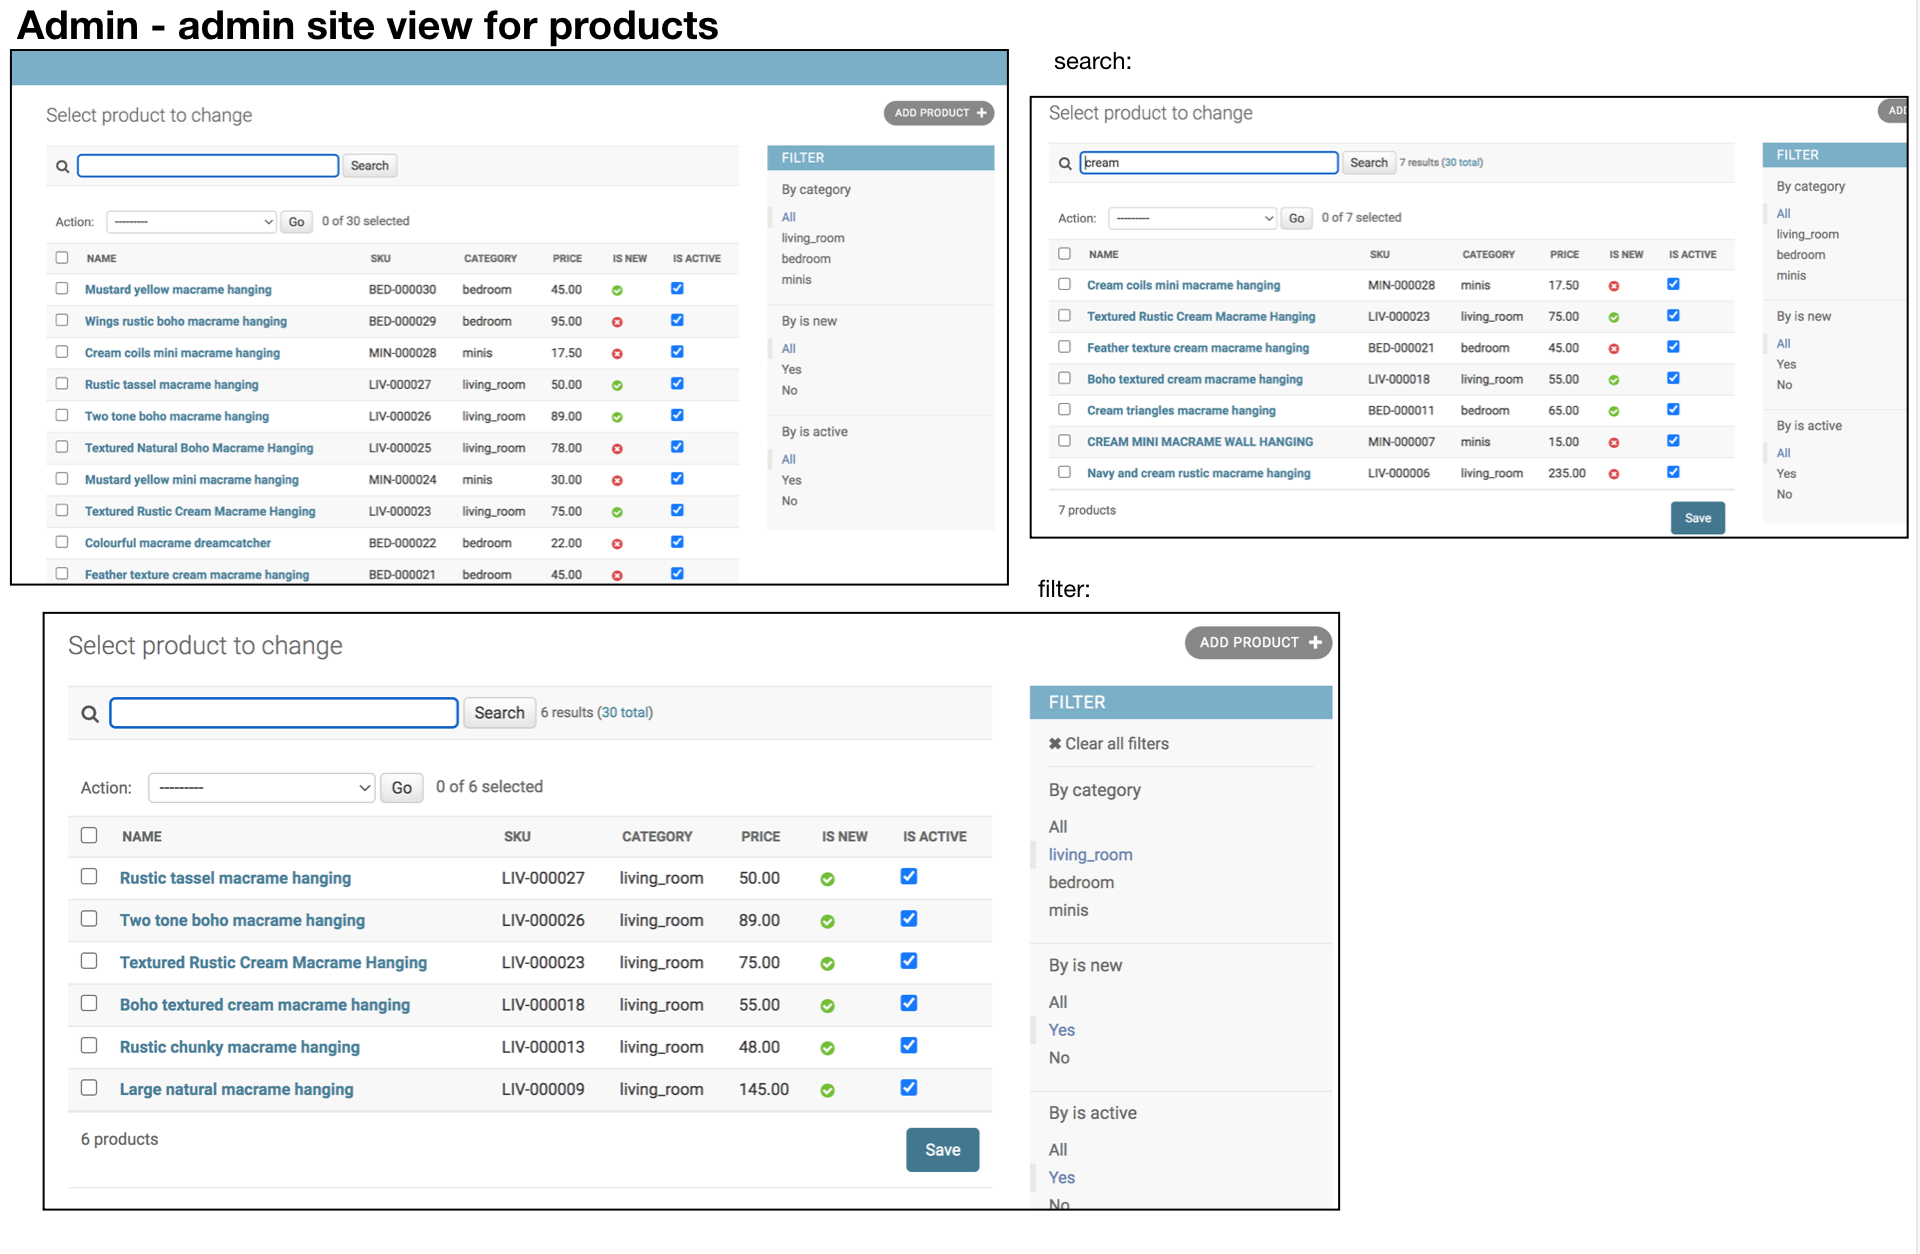 Admin - admin site view for products
Select product to change
ADD PRODUCT +
Search
Action: --------- Go 0 of 30 selected
NAME SKU CATEGORY PRICE IS NEW IS ACTIVE
Mustard yellow macrame hanging BED-000030 bedroom 45.00
Wings rustic boho macrame hanging BED-000029 bedroom 95.00
Cream coils mini macrame hanging MIN-000028 minis 17.50
Rustic tassel macrame hanging LIV-000027 living_room 50.00
Two tone boho macrame hanging LIV-000026 living_room 89.00
Textured Natural Boho Macrame Hanging LIV-000025 living_room 78.00
Mustard yellow mini macrame hanging MIN-000024 minis 30.00
Textured Rustic Cream Macrame Hanging LIV-000023 living_room 75.00
Colourful macrame dreamcatcher BED-000022 bedroom 22.00
Feather texture cream macrame hanging BED-000021 bedroom 45.00
FILTER
By category
All
living_room
bedroom
minis
By is new
All
Yes
No
By is active
All
Yes
No
search:
Select product to change
ADD
cream Search 7 results (30 total)
Action: --------- Go 0 of 7 selected
NAME SKU CATEGORY PRICE IS NEW IS ACTIVE
Cream coils mini macrame hanging MIN-000028 minis 17.50
Textured Rustic Cream Macrame Hanging LIV-000023 living_room 75.00
Feather texture cream macrame hanging BED-000021 bedroom 45.00
Boho textured cream macrame hanging LIV-000018 living_room 55.00
Cream triangles macrame hanging BED-000011 bedroom 65.00
CREAM MINI MACRAME WALL HANGING MIN-000007 minis 15.00
Navy and cream rustic macrame hanging LIV-000006 living_room 235.00
7 products
Save
FILTER
By category
All
living_room
bedroom
minis
By is new
All
Yes
No
By is active
All
Yes
No
filter:
Select product to change
ADD PRODUCT +
Search 6 results (30 total)
Action: --------- Go 0 of 6 selected
NAME SKU CATEGORY PRICE IS NEW IS ACTIVE
Rustic tassel macrame hanging LIV-000027 living_room 50.00
Two tone boho macrame hanging LIV-000026 living_room 89.00
Textured Rustic Cream Macrame Hanging LIV-000023 living_room 75.00
Boho textured cream macrame hanging LIV-000018 living_room 55.00
Rustic chunky macrame hanging LIV-000013 living_room 48.00
Large natural macrame hanging LIV-000009 living_room 145.00
6 products
Save
FILTER
✖ Clear all filters
By category
All
living_room
bedroom
minis
By is new
All
Yes
No
By is active
All
Yes
No